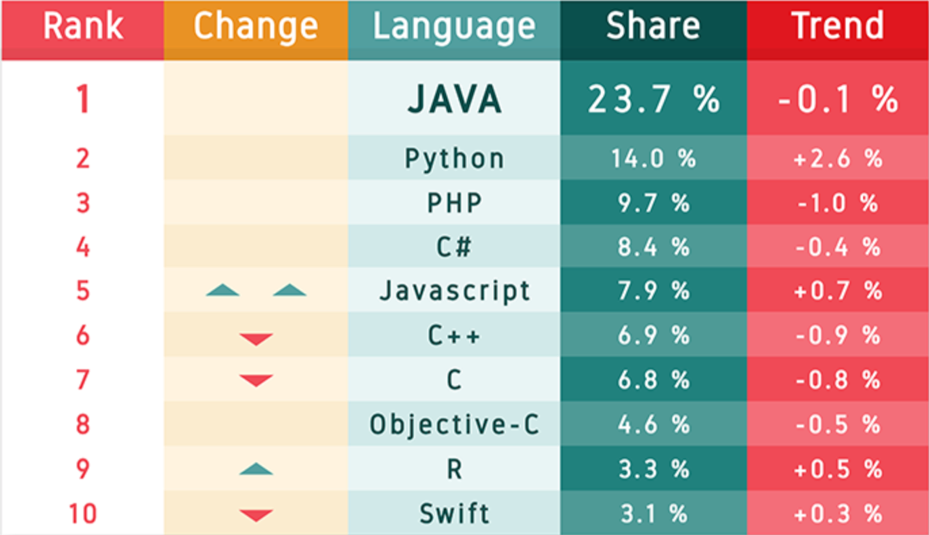 Rank Change Language Share Trend
1 JAVA 23.7 % -0.1 %
2 Python 14.0 % +2.6 %
3 PHP 9.7 % -1.0 %
4 C# 8.4 % -0.4 %
5 Javascript 7.9 % +0.7 %
6 C++ 6.9 % -0.9 %
7 C 6.8 % -0.8 %
8 Objective-C 4.6 % -0.5 %
9 R 3.3 % +0.5 %
10 Swift 3.1 % +0.3 %